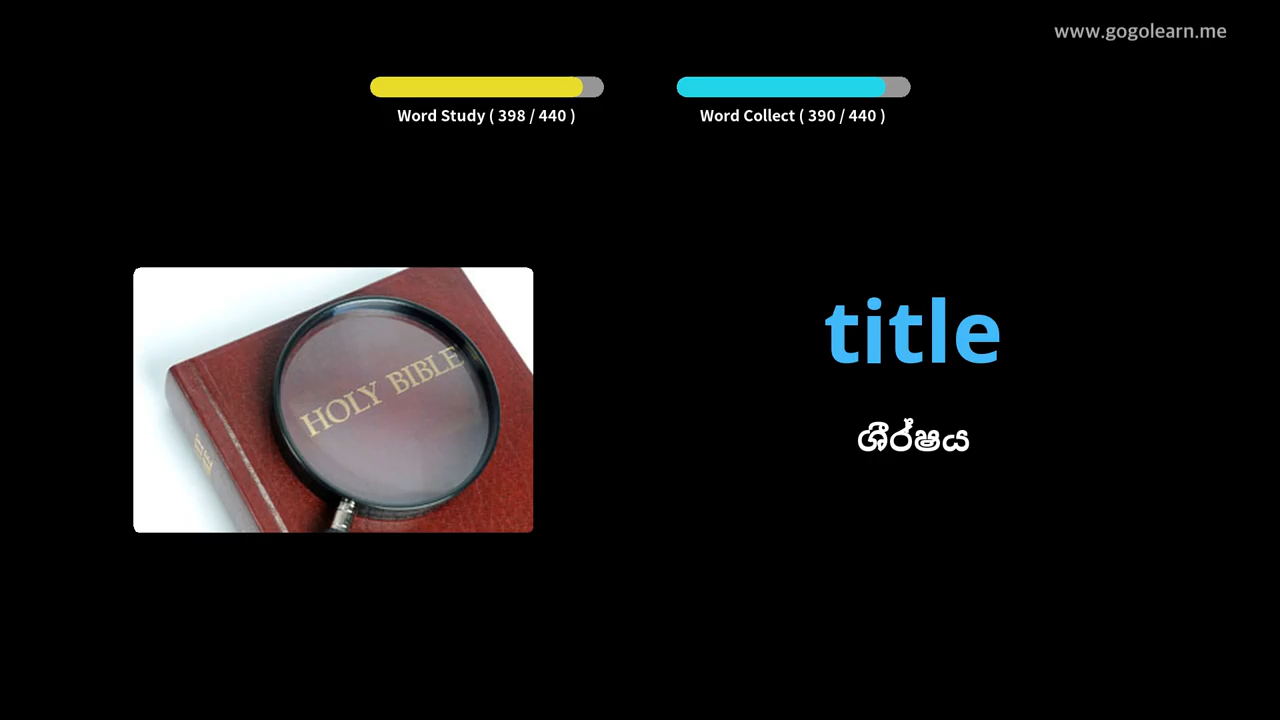 www.gogolearn.me
Word Study ( 398 / 440 )
Word Collect ( 390 / 440 )
HOLY BIBLE
title
ශීර්ෂය